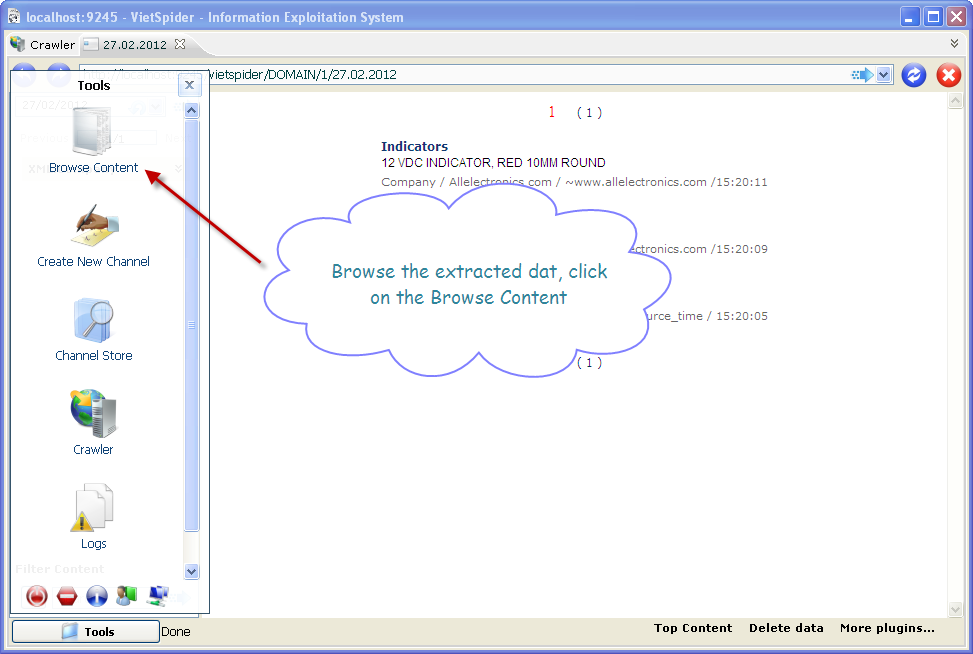 localhost:9245 - VietSpider - Information Exploitation System
Crawler
27.02.2012
vietspider/DOMAIN/1/27.02.2012
Tools
27/02/2012
Browse Content
Create New Channel
Channel Store
Crawler
Logs
Filter Content
1 ( 1 )
Indicators
12 VDC INDICATOR, RED 10MM ROUND
Company / Allelectronics com / ~www.allelectronics.com /15:20:11
ectronics.com /15:20:09
Browse the extracted dat, click
on the Browse Content
urce_time / 15:20:05
( 1 )
Tools
Done
Top Content
Delete data
More plugins...